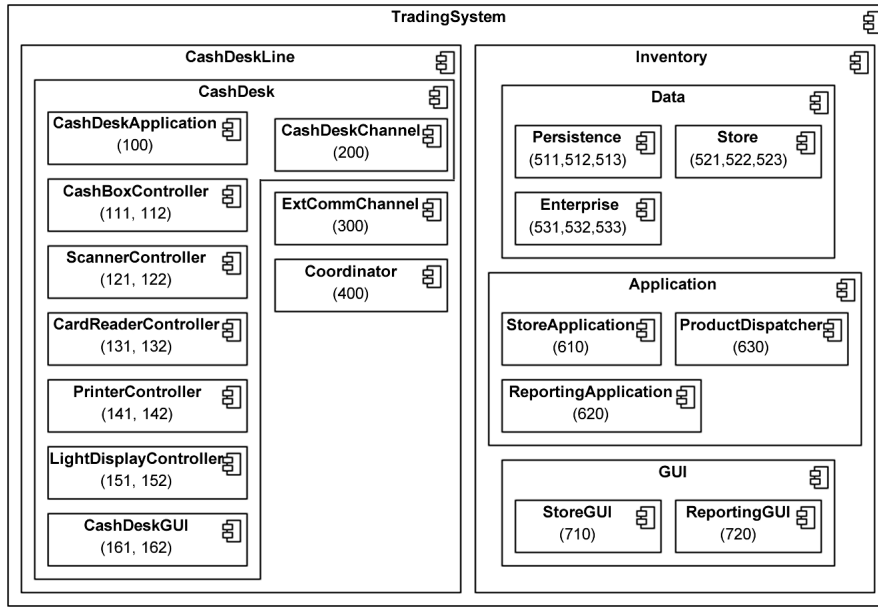 TradingSystem
CashDeskLine
CashDesk
CashDeskApplication
(100)
CashDeskChannel
(200)
CashBoxController
(111, 112)
ExtCommChannel
(300)
ScannerController
(121, 122)
Coordinator
(400)
CardReaderController
(131, 132)
PrinterController
(141, 142)
LightDisplayController
(151, 152)
CashDeskGUI
(161, 162)
Inventory
Data
Persistence
(511,512,513)
Store
(521,522,523)
Enterprise
(531,532,533)
Application
StoreApplication
(610)
ProductDispatcher
(630)
ReportingApplication
(620)
GUI
StoreGUI
(710)
ReportingGUI
(720)